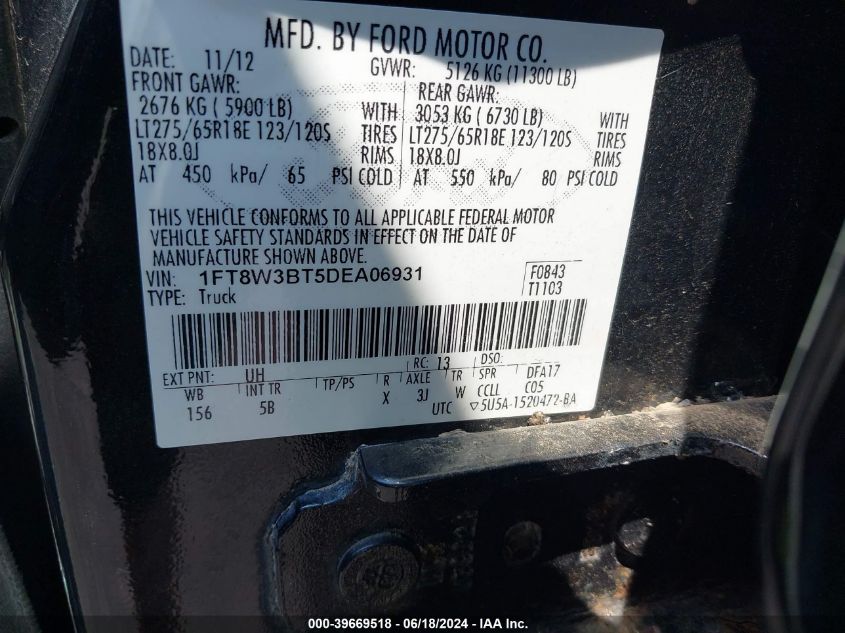 MFD. BY FORD MOTOR CO.
DATE: 11/12 GVWR: 5126 KG (11300 LB)
FRONT GAWR: REAR GAWR:
2676 KG ( 5900 LB) WITH 3053 KG ( 6730 LB) WITH
LT275/65R18E 123/120S TIRES LT275/65R18E 123/120S TIRES
18X8.0J RIMS 18X8.0J RIMS
AT 450 kPa/ 65 PSI COLD AT 550 kPa/ 80 PSI COLD
THIS VEHICLE CONFORMS TO ALL APPLICABLE FEDERAL MOTOR
VEHICLE SAFETY STANDARDS IN EFFECT ON THE DATE OF
MANUFACTURE SHOWN ABOVE.
VIN: 1FT8W3BT5DEA06931 F0843
TYPE: Truck T1103
EXT PNT: UH RC: 13 DSO:
WB INT TR TP/PS R AXLE TR SPR DFA17
156 5B X 3J W CCLL C05
UTC ▽5U5A-1520472-BA
000-39669518 - 06/18/2024 - IAA Inc.